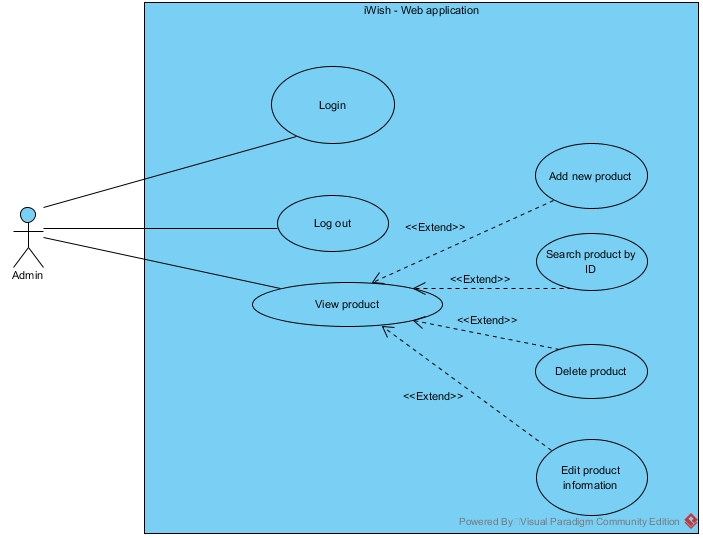 iWish - Web application
Login
Add new product
Log out
<<Extend>>
Search product by
ID
<<Extend>>
Admin
View product
<<Extend>>
Delete product
<<Extend>>
Edit product
information
Powered By Visual Paradigm Community Edition